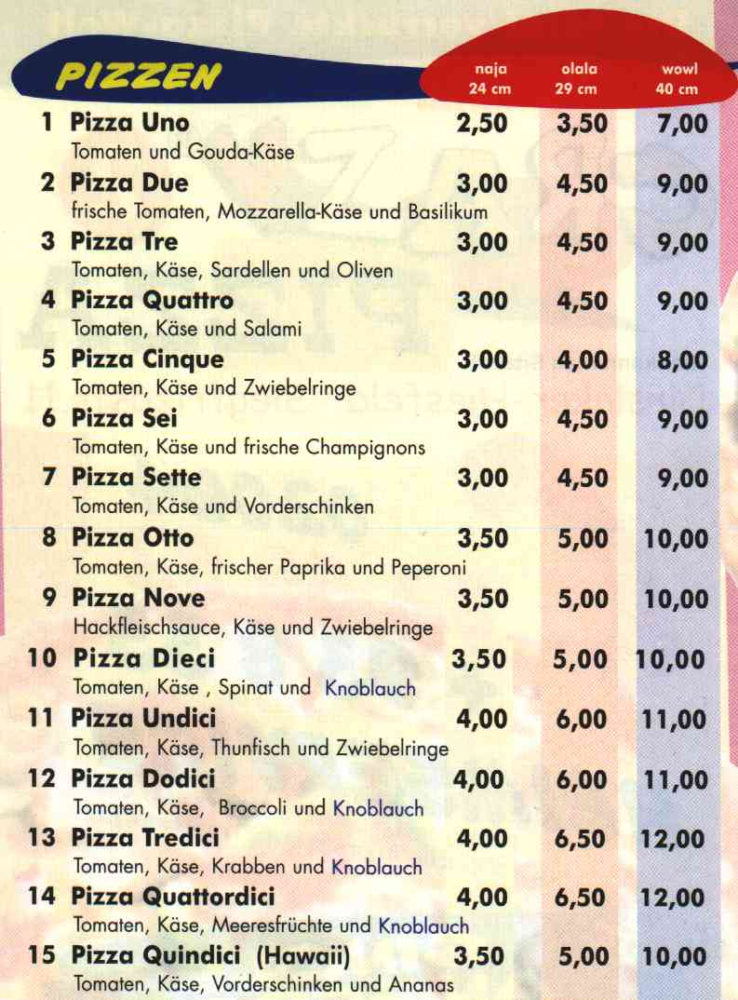 PIZZEN
naja olala wowl
24 cm 29 cm 40 cm
1 Pizza Uno 2,50 3,50 7,00
Tomaten und Gouda-Käse
2 Pizza Due 3,00 4,50 9,00
frische Tomaten, Mozzarella-Käse und Basilikum
3 Pizza Tre 3,00 4,50 9,00
Tomaten, Käse, Sardellen und Oliven
4 Pizza Quattro 3,00 4,50 9,00
Tomaten, Käse und Salami
5 Pizza Cinque 3,00 4,00 8,00
Tomaten, Käse und Zwiebelringe
6 Pizza Sei 3,00 4,50 9,00
Tomaten, Käse und frische Champignons
7 Pizza Sette 3,00 4,50 9,00
Tomaten, Käse und Vorderschinken
8 Pizza Otto 3,50 5,00 10,00
Tomaten, Käse, frischer Paprika und Peperoni
9 Pizza Nove 3,50 5,00 10,00
Hackfleischsauce, Käse und Zwiebelringe
10 Pizza Dieci 3,50 5,00 10,00
Tomaten, Käse , Spinat und Knoblauch
11 Pizza Undici 4,00 6,00 11,00
Tomaten, Käse, Thunfisch und Zwiebelringe
12 Pizza Dodici 4,00 6,00 11,00
Tomaten, Käse, Broccoli und Knoblauch
13 Pizza Tredici 4,00 6,50 12,00
Tomaten, Käse, Krabben und Knoblauch
14 Pizza Quattordici 4,00 6,50 12,00
Tomaten, Käse, Meeresfrüchte und Knoblauch
15 Pizza Quindici (Hawaii) 3,50 5,00 10,00
Tomaten, Käse, Vorderschinken und Ananas